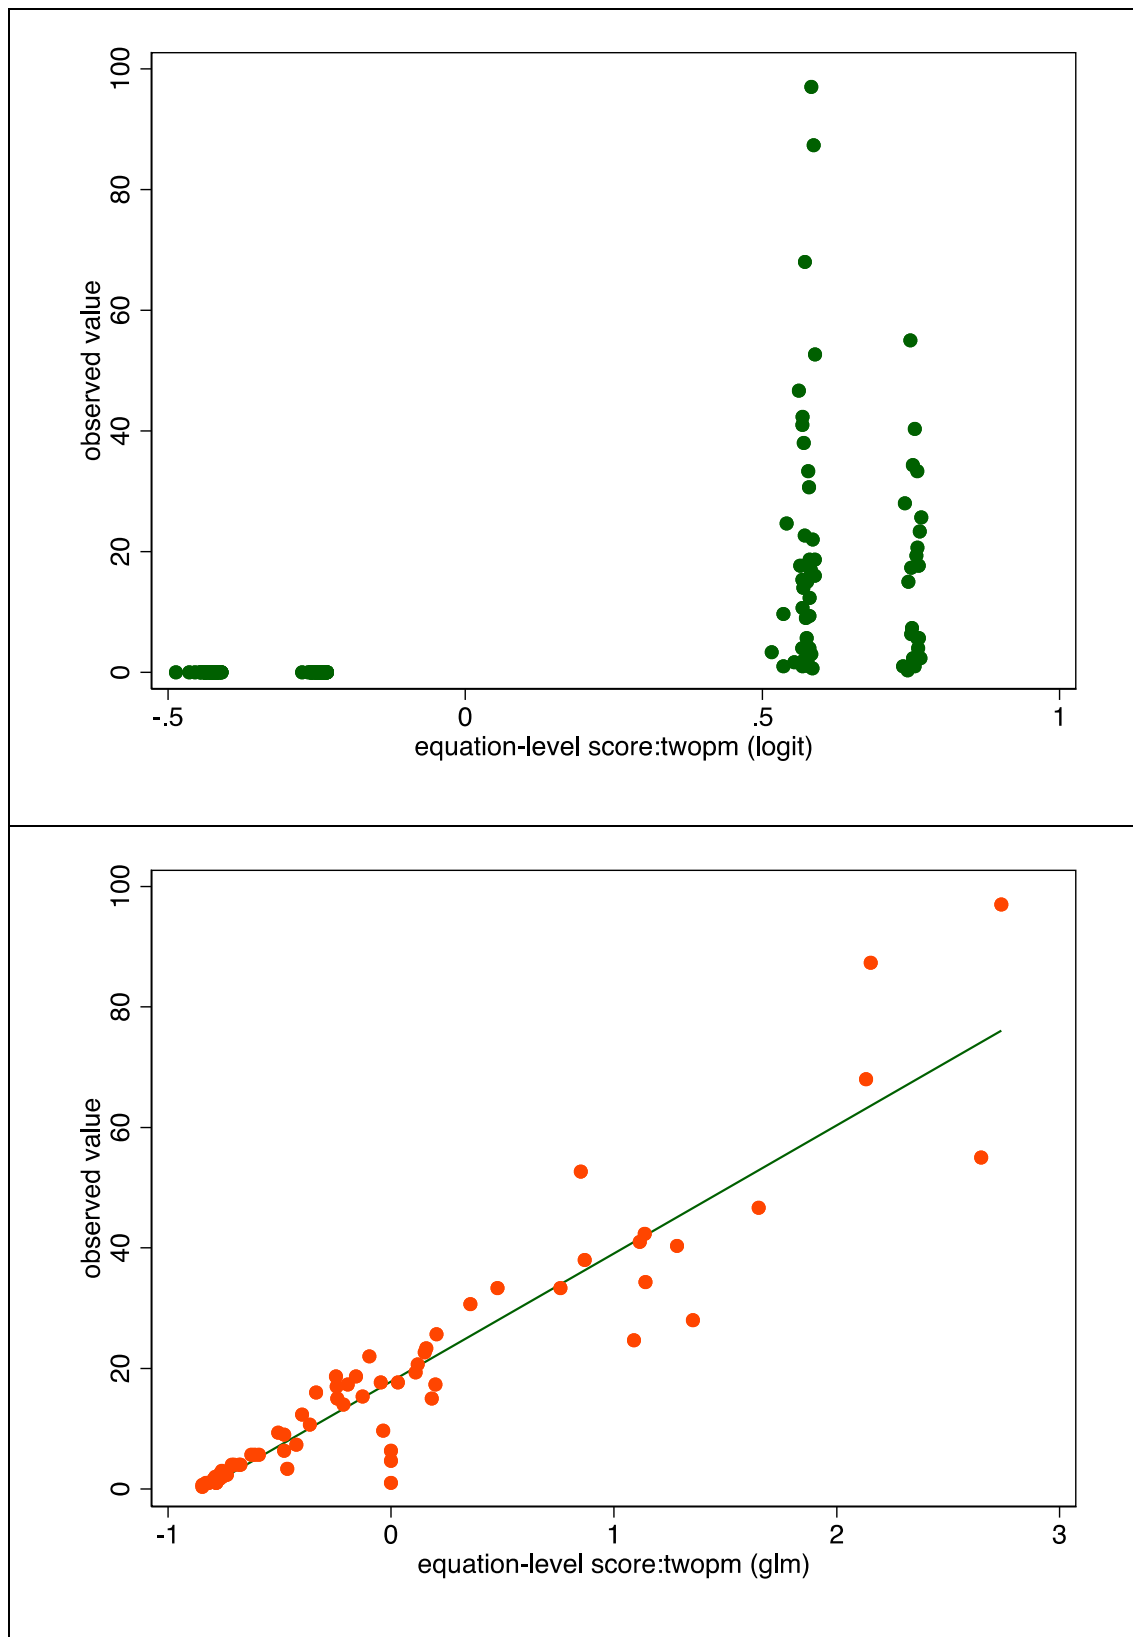 100
80
60
40
20
0
observed value
-.5 0 .5 1
equation-level score:twopm (logit)
100
80
60
40
20
0
observed value
-1 0 1 2 3
equation-level score:twopm (glm)